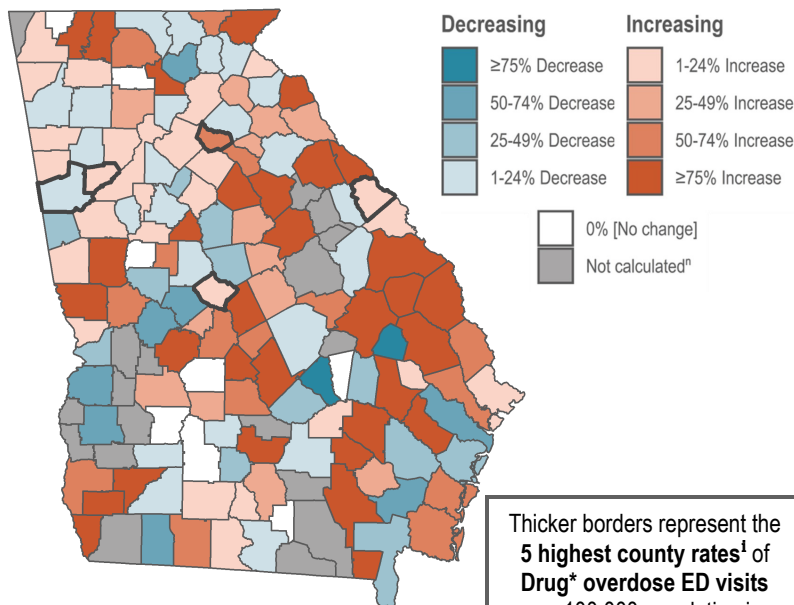 Decreasing
≥75% Decrease
50-74% Decrease
25-49% Decrease
1-24% Decrease
Increasing
1-24% Increase
25-49% Increase
50-74% Increase
≥75% Increase
0% [No change]
Not calculatedⁿ
Thicker borders represent the
5 highest county rates¹ of
Drug* overdose ED visits